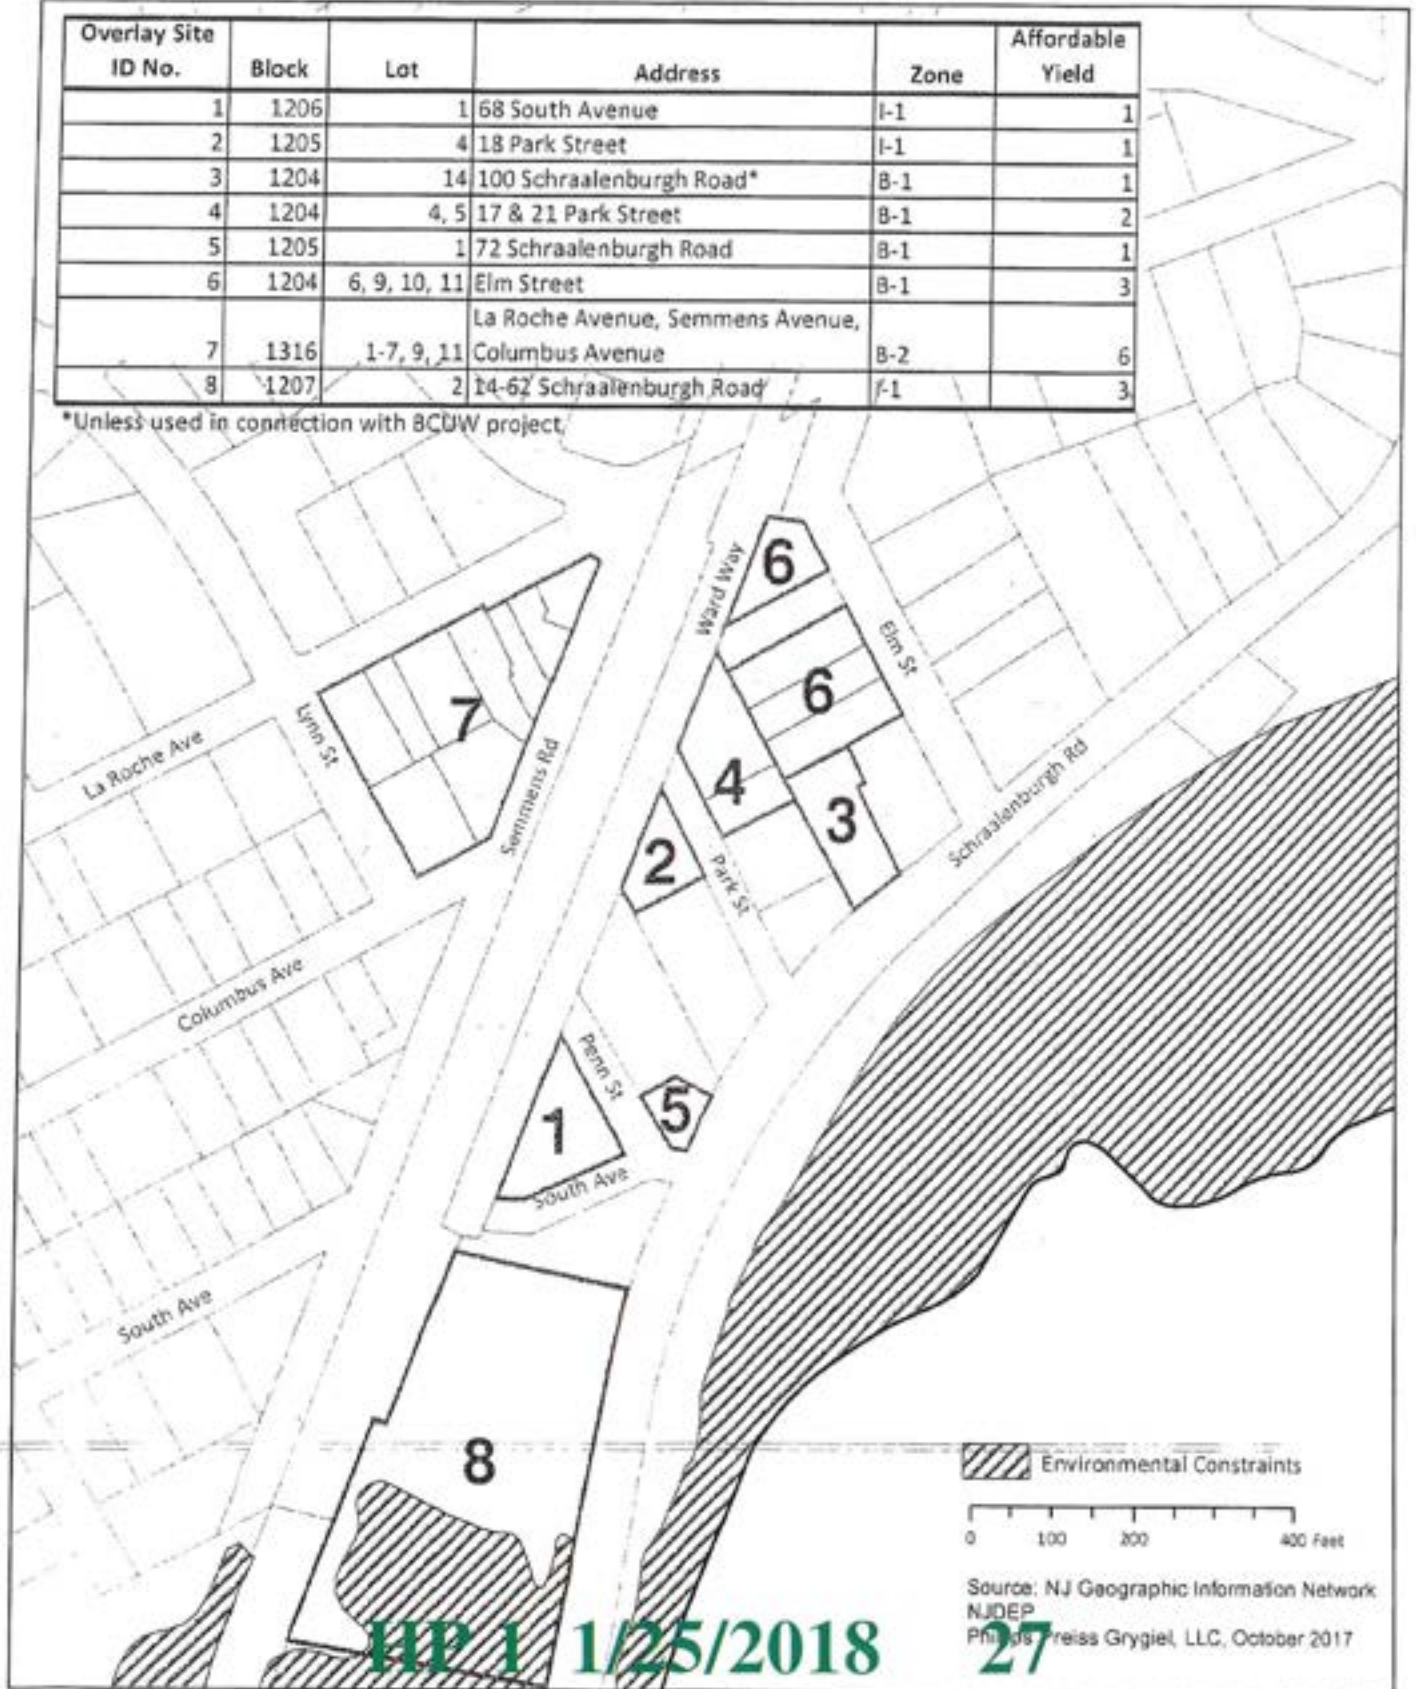 Overlay Site ID No. Block Lot Address Zone Affordable Yield
1 1206 1 68 South Avenue I-1 1
2 1205 4 18 Park Street I-1 1
3 1204 14 100 Schraalenburgh Road* B-1 1
4 1204 4, 5 17 & 21 Park Street B-1 2
5 1205 1 72 Schraalenburgh Road B-1 1
6 1204 6, 9, 10, 11 Elm Street B-1 3
La Roche Avenue, Semmens Avenue,
7 1316 1-7, 9, 11 Columbus Avenue B-2 6
8 1207 2 14-62 Schraalenburgh Road I-1 3
*Unless used in connection with BCUW project.
6
Ward Way
Elm St
6
7
Lynn St
La Roche Ave
Semmens Rd
4
3
Schraalenburgh Rd
2
Park St
Columbus Ave
Penn St
5
1
South Ave
South Ave
8
Environmental Constraints
0 100 200 400 Feet
Source: NJ Geographic Information Network
NJDEP
Preiss Grygiel, LLC, October 2017
HP 1 1/25/2018 27